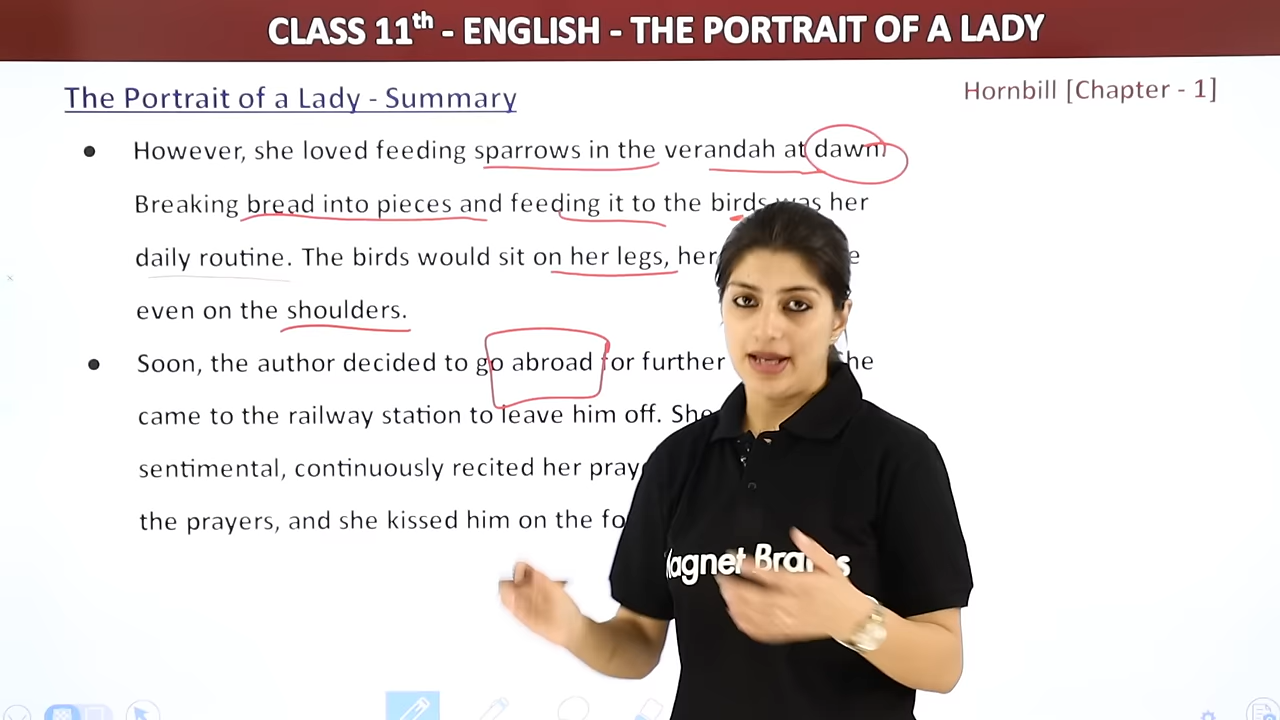 CLASS 11th - ENGLISH - THE PORTRAIT OF A LADY
The Portrait of a Lady - Summary
Hornbill [Chapter - 1]
However, she loved feeding sparrows in the verandah at dawn.
Breaking bread into pieces and feeding it to the birds was her
daily routine. The birds would sit on her legs, her
even on the shoulders.
Soon, the author decided to go abroad for further
came to the railway station to leave him off. She
sentimental, continuously recited her
the prayers, and she kissed him on the
Magnet Brains